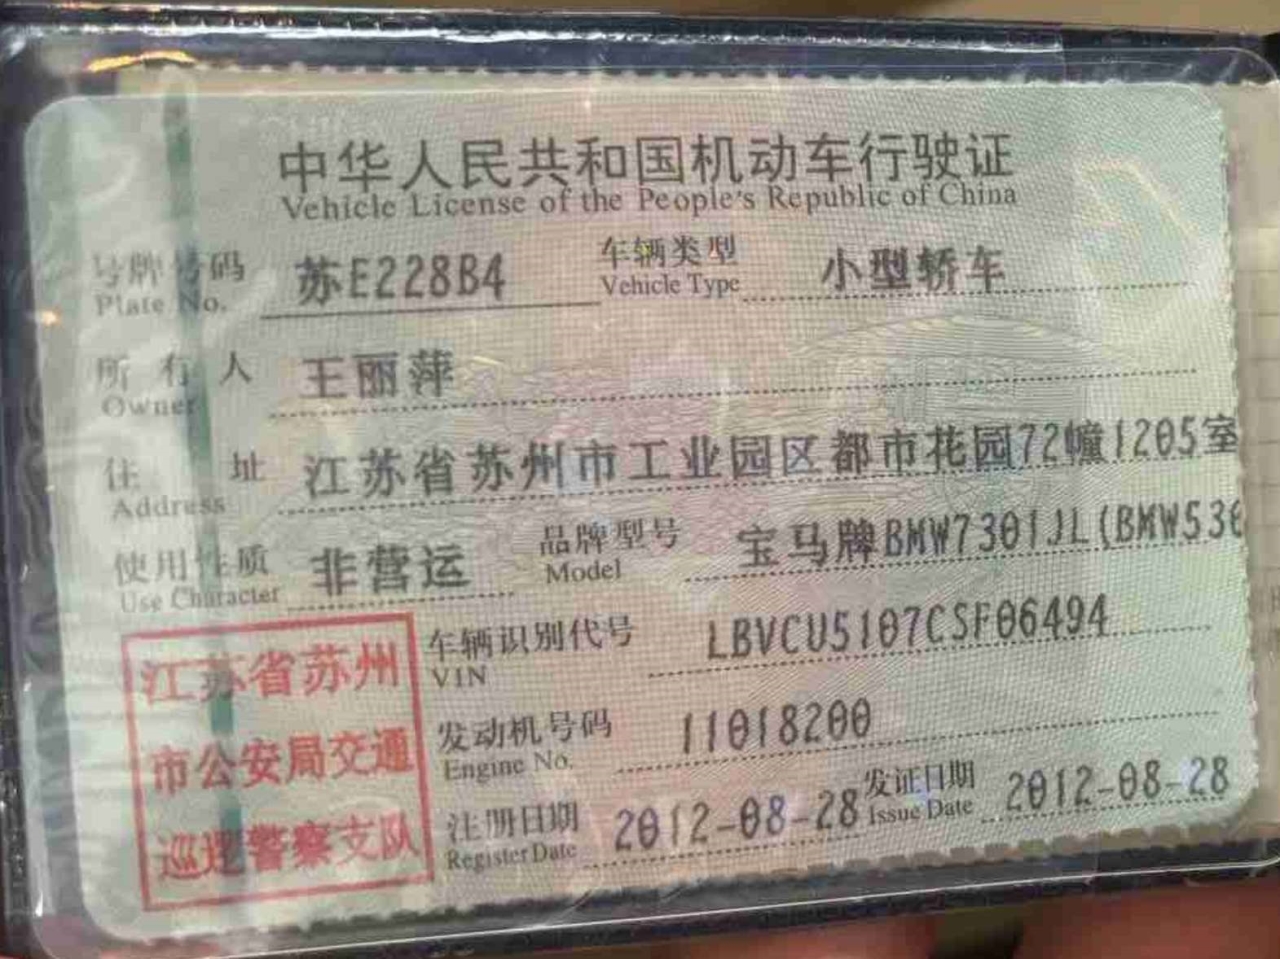 中华人民共和国机动车行驶证
Vehicle License of the People's Republic of China
号牌号码 苏E228B4 车辆类型 小型轿车
Plate No. Vehicle Type
所有人 王丽萍
Owner
住址 江苏省苏州市工业园区都市花园72幢1205室
Address
使用性质 非营运 品牌型号 宝马牌BMW7301JL(BMW530
Use Character Model
车辆识别代号 LBVCU5107CSF06494
VIN
发动机号码 11018200
Engine No.
注册日期 2012-08-28 发证日期 2012-08-28
Register Date Issue Date
江苏省苏州
市公安局交通
巡逻警察支队